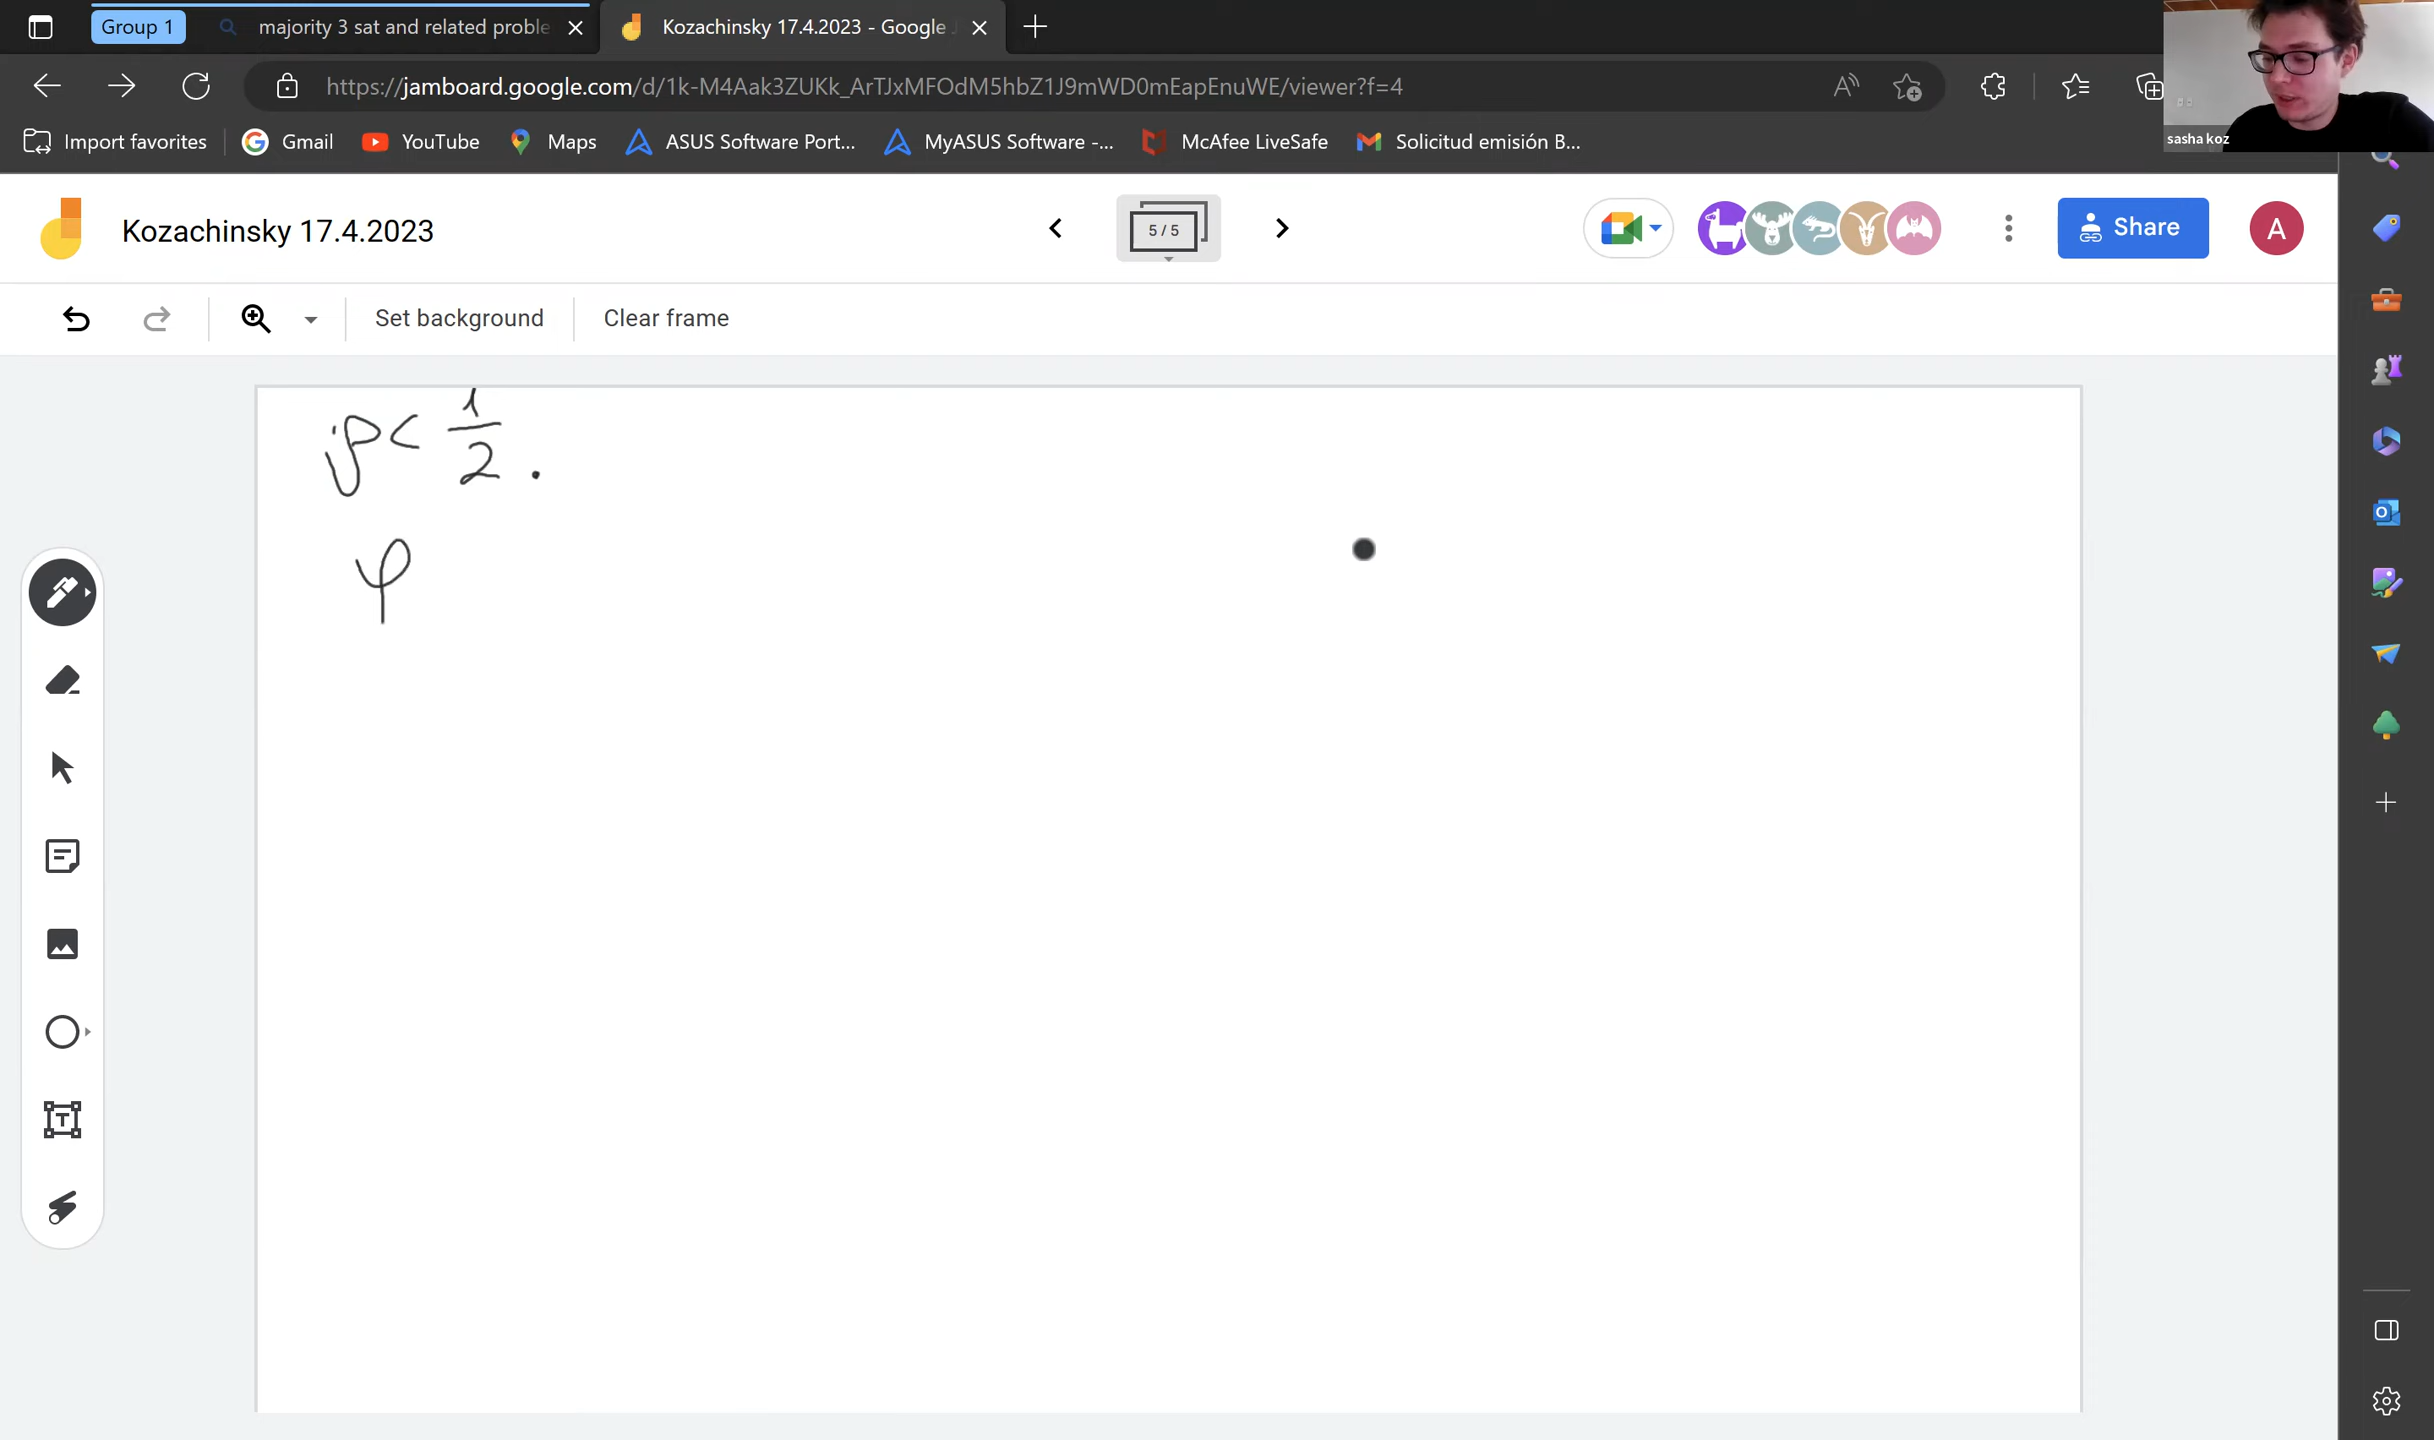 Group 1
majority 3 sat and related proble
Kozachinsky 17.4.2023 - Google J
https://jamboard.google.com/d/1k-M4Aak3ZUKk_ArTJxMFOdM5hbZ1J9mWD0mEapEnuWE/viewer?f=4
sasha koz
Import favorites
Gmail
YouTube
Maps
ASUS Software Port...
MyASUS Software -...
McAfee LiveSafe
Solicitud emisión B...
Kozachinsky 17.4.2023
5 / 5
Share
A
Set background
Clear frame
< 1/2 .
φ